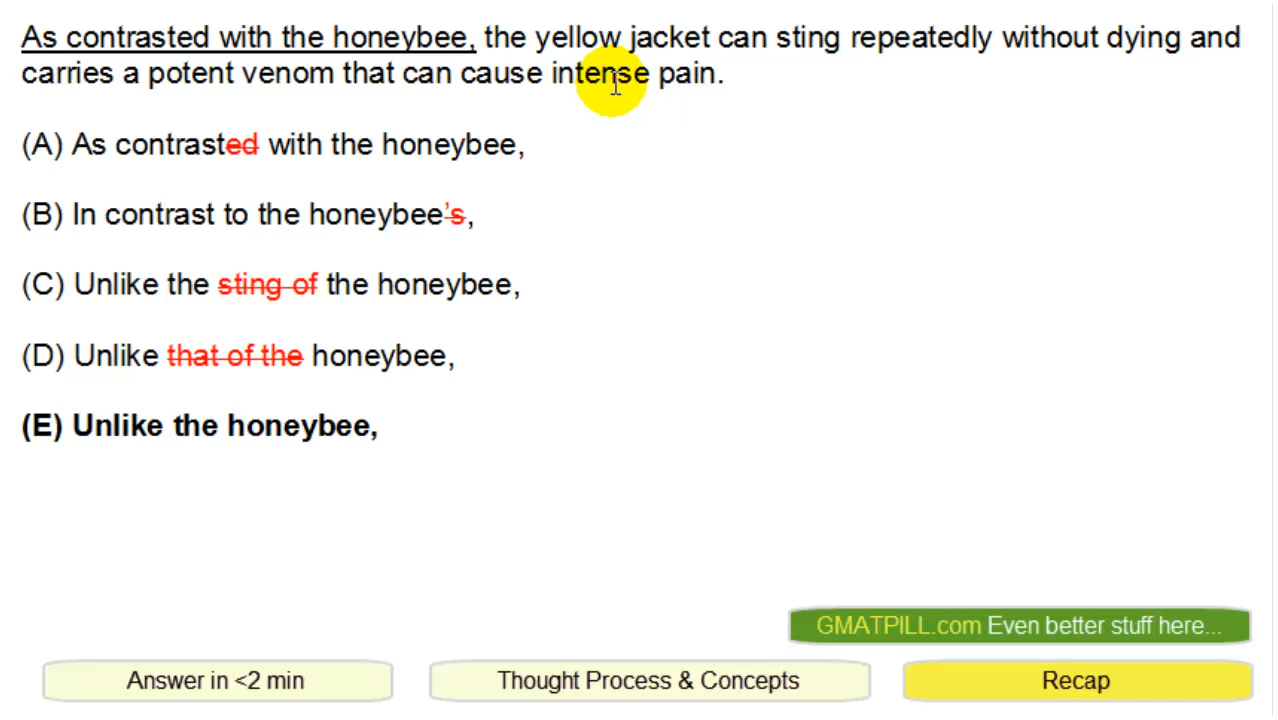 As contrasted with the honeybee, the yellow jacket can sting repeatedly without dying and
carries a potent venom that can cause intense pain.
(A) As contrasted with the honeybee,
(B) In contrast to the honeybee's,
(C) Unlike the sting of the honeybee,
(D) Unlike that of the honeybee,
(E) Unlike the honeybee,
GMATPILL.com Even better stuff here...
Answer in <2 min
Thought Process & Concepts
Recap